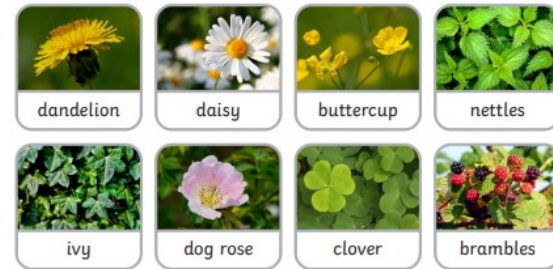 dandelion
daisy
buttercup
nettles
ivy
dog rose
clover
brambles